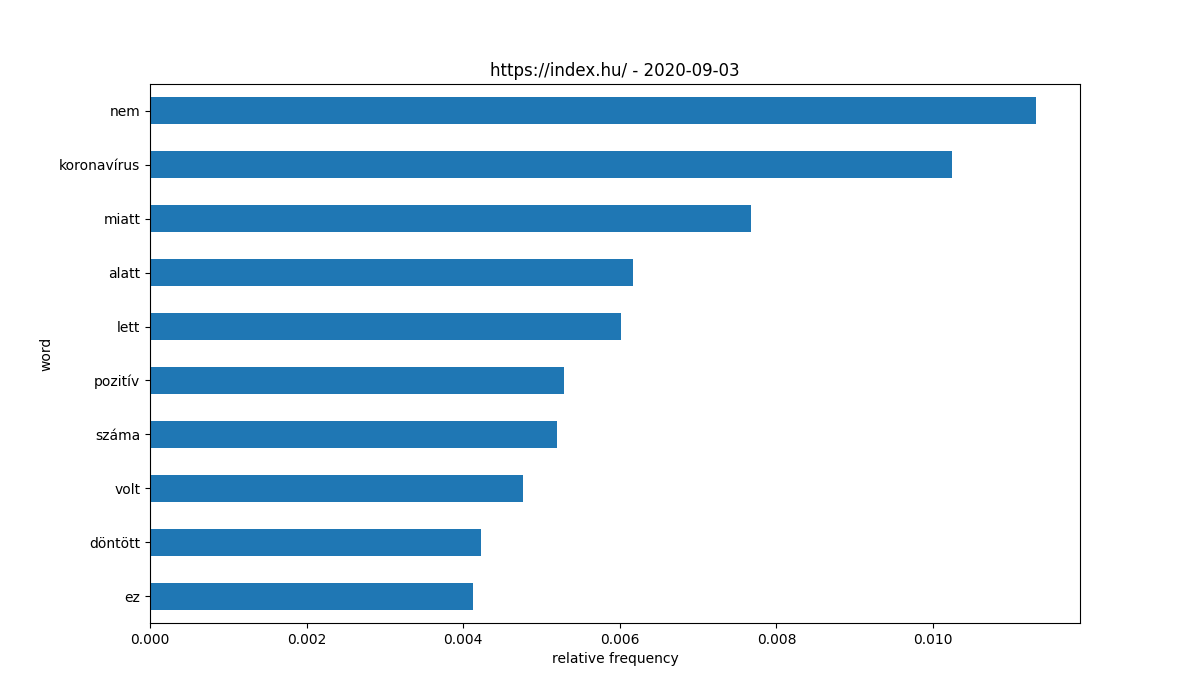 https://index.hu/ - 2020-09-03
nem
koronavírus
miatt
alatt
lett
pozitív
száma
volt
döntött
ez
word
0.000 0.002 0.004 0.006 0.008 0.010
relative frequency